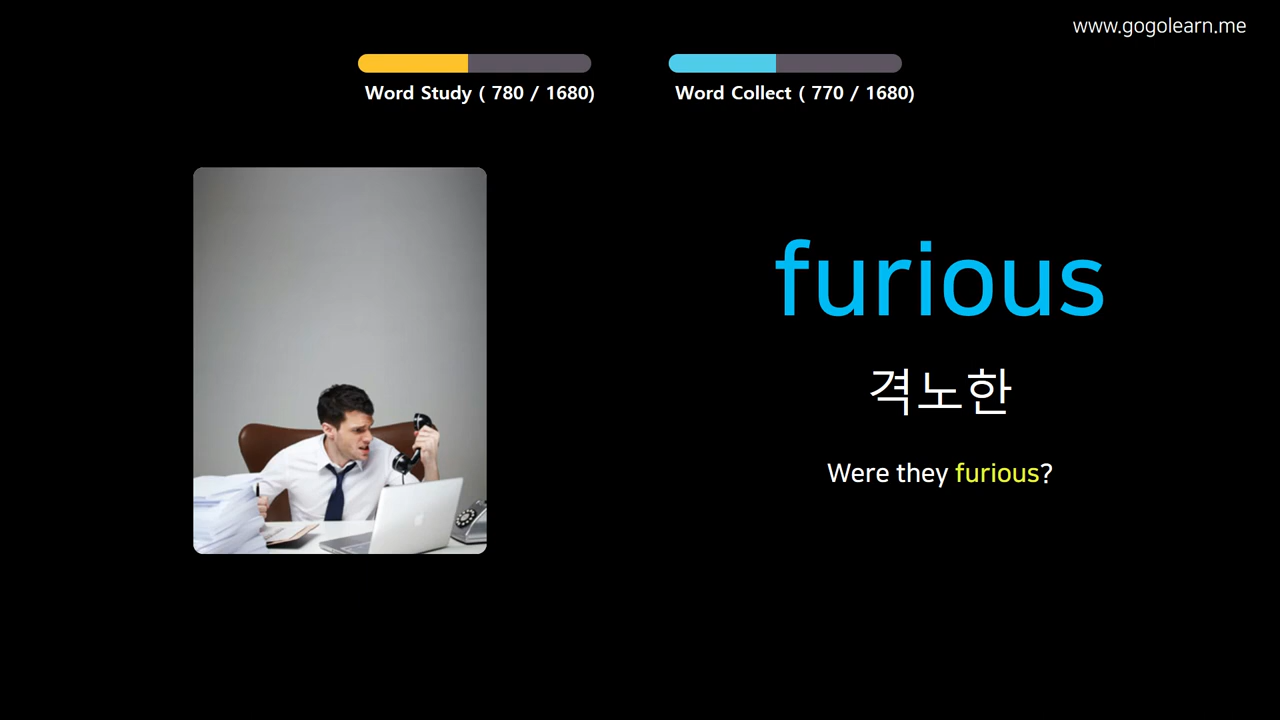 www.gogolearn.me
Word Study ( 780 / 1680)
Word Collect ( 770 / 1680)
furious
격노한
Were they furious?